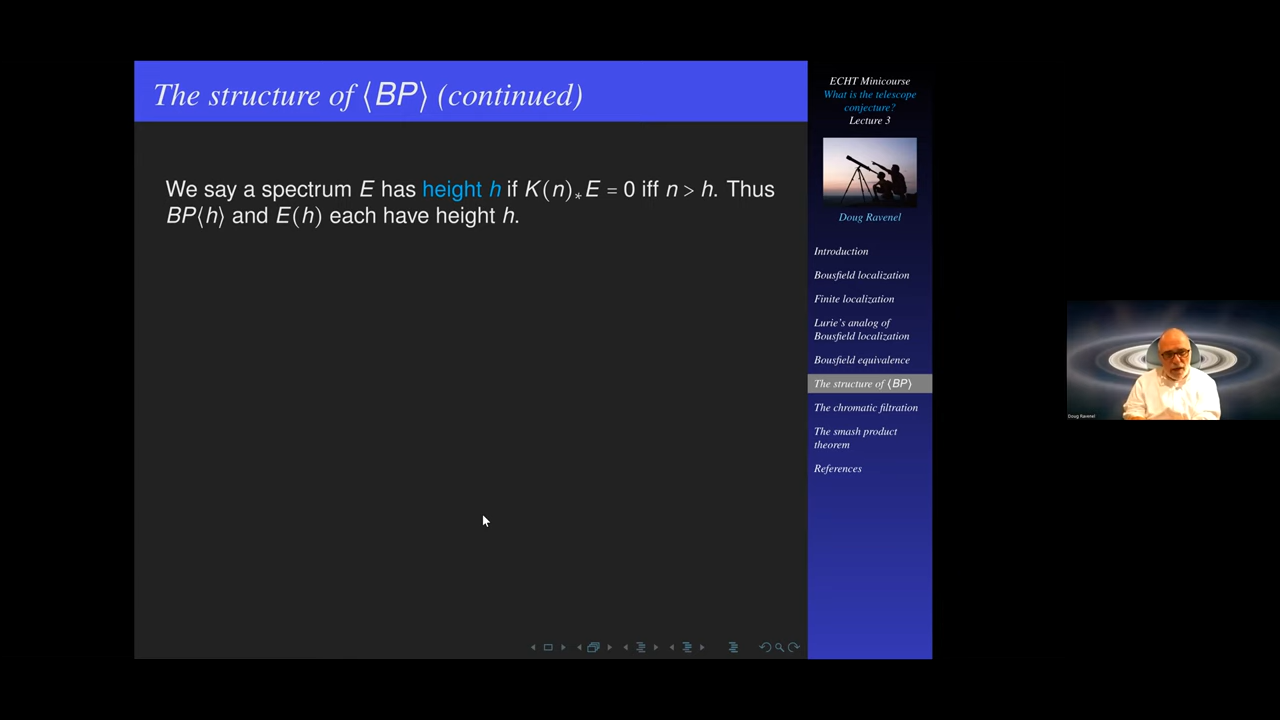 The structure of ⟨BP⟩ (continued)
We say a spectrum E has height h if K(n)∗E = 0 iff n > h. Thus
BP⟨h⟩ and E(h) each have height h.
ECHT Minicourse
What is the telescope
conjecture?
Lecture 3
Doug Ravenel
Introduction
Bousfield localization
Finite localization
Lurie's analog of
Bousfield localization
Bousfield equivalence
The structure of ⟨BP⟩
The chromatic filtration
The smash product
theorem
References
Doug Ravenel